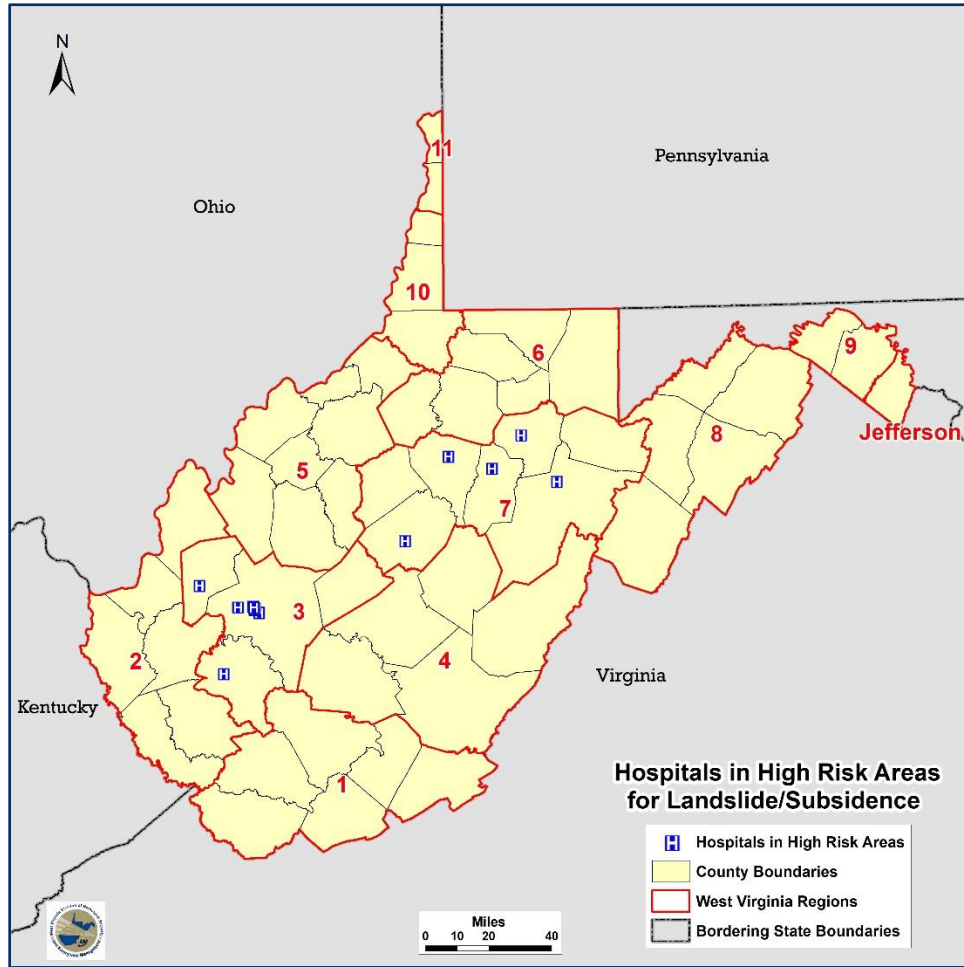 N
11
Pennsylvania
Ohio
10
6
9
8
Jefferson
5
7
H
H
H
H
H
H
H
H
H
H
3
2
4
Virginia
Kentucky
1
Hospitals in High Risk Areas
for Landslide/Subsidence
H Hospitals in High Risk Areas
County Boundaries
West Virginia Regions
Bordering State Boundaries
Miles
0 10 20 40